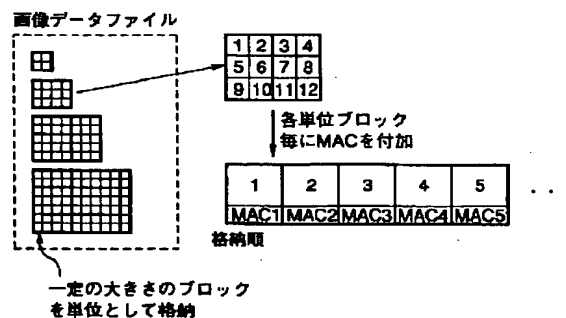 画像データファイル
1 2 3 4
5 6 7 8
9 10 11 12
各単位ブロック
毎にMACを付加
1 2 3 4 5 ・・
MAC1 MAC2 MAC3 MAC4 MAC5
格納順
一定の大きさのブロック
を単位として格納